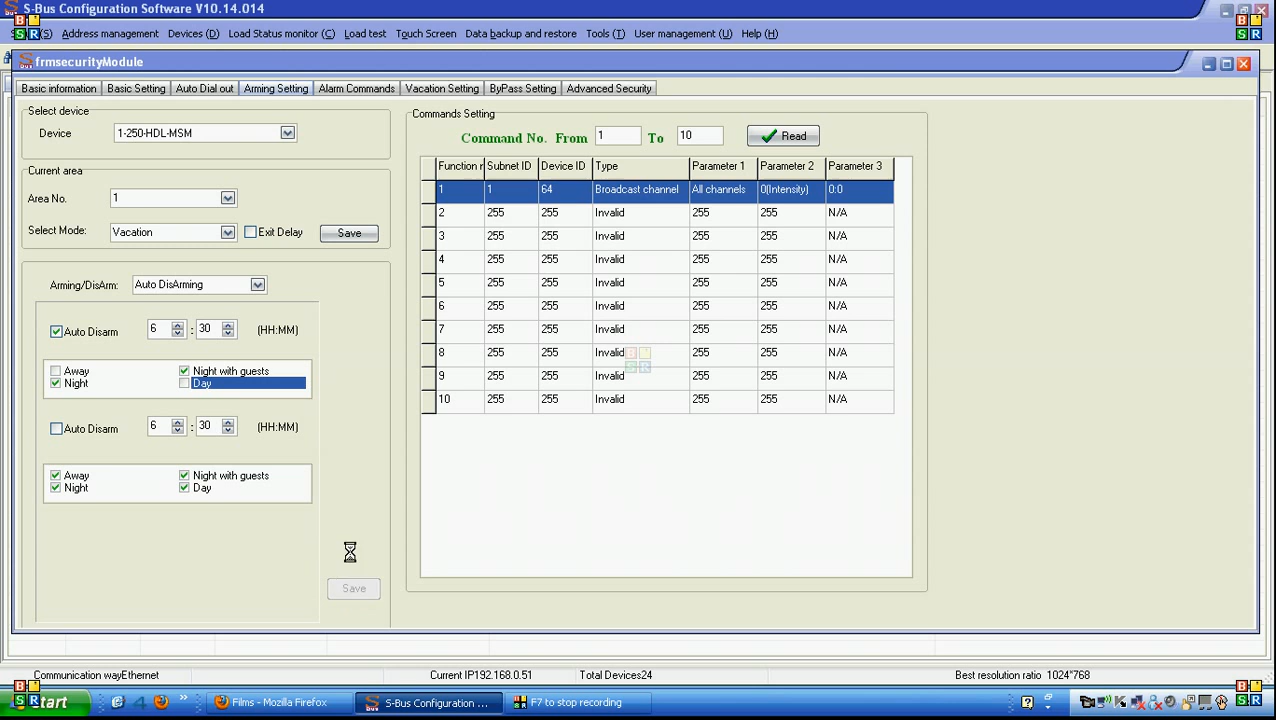 S-Bus Configuration Software V10.14.014
(S) Address management Devices (D) Load Status monitor (C) Load test Touch Screen Data backup and restore Tools (T) User management (U) Help (H)
frmsecurityModule
Basic information Basic Setting Auto Dial out Arming Setting Alarm Commands Vacation Setting ByPass Setting Advanced Security
Select device
Device 1-250-HDL-MSM
Current area
Area No. 1
Select Mode: Vacation Exit Delay Save
Arming/DisArm: Auto DisArming
Auto Disarm 6 : 30 (HH:MM)
Away Night with guests
Night Day
Auto Disarm 6 : 30 (HH:MM)
Away Night with guests
Night Day
Save
Commands Setting
Command No. From 1 To 10 Read
Function r Subnet ID Device ID Type Parameter 1 Parameter 2 Parameter 3
1 1 64 Broadcast channel All channels 0(Intensity) 0:0
2 255 255 Invalid 255 255 N/A
3 255 255 Invalid 255 255 N/A
4 255 255 Invalid 255 255 N/A
5 255 255 Invalid 255 255 N/A
6 255 255 Invalid 255 255 N/A
7 255 255 Invalid 255 255 N/A
8 255 255 Invalid 255 255 N/A
9 255 255 Invalid 255 255 N/A
10 255 255 Invalid 255 255 N/A
Communication wayEthernet Current IP192.168.0.51 Total Devices24 Best resolution ratio 1024*768
start Films - Mozilla Firefox S-Bus Configuration ... F7 to stop recording